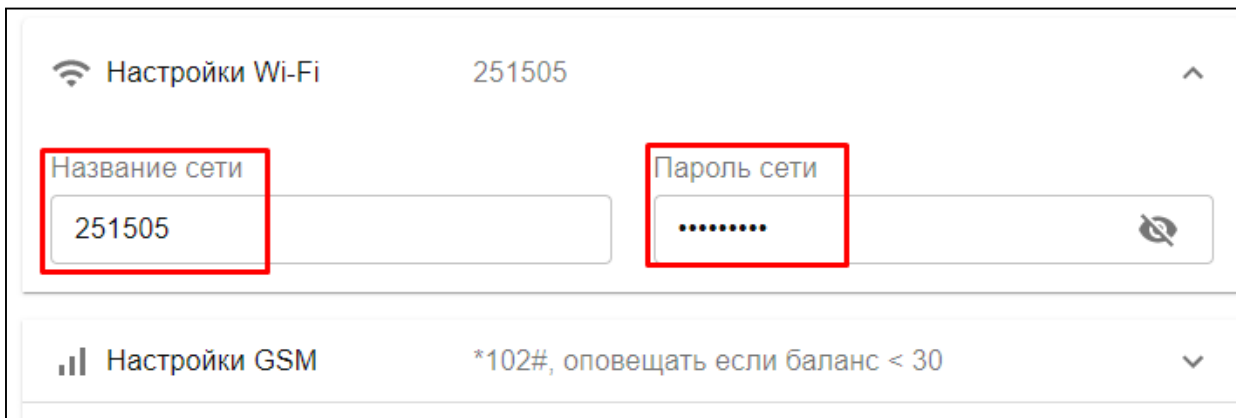 Настройки Wi-Fi 251505
Название сети Пароль сети
251505 •••••••••
Настройки GSM *102#, оповещать если баланс < 30